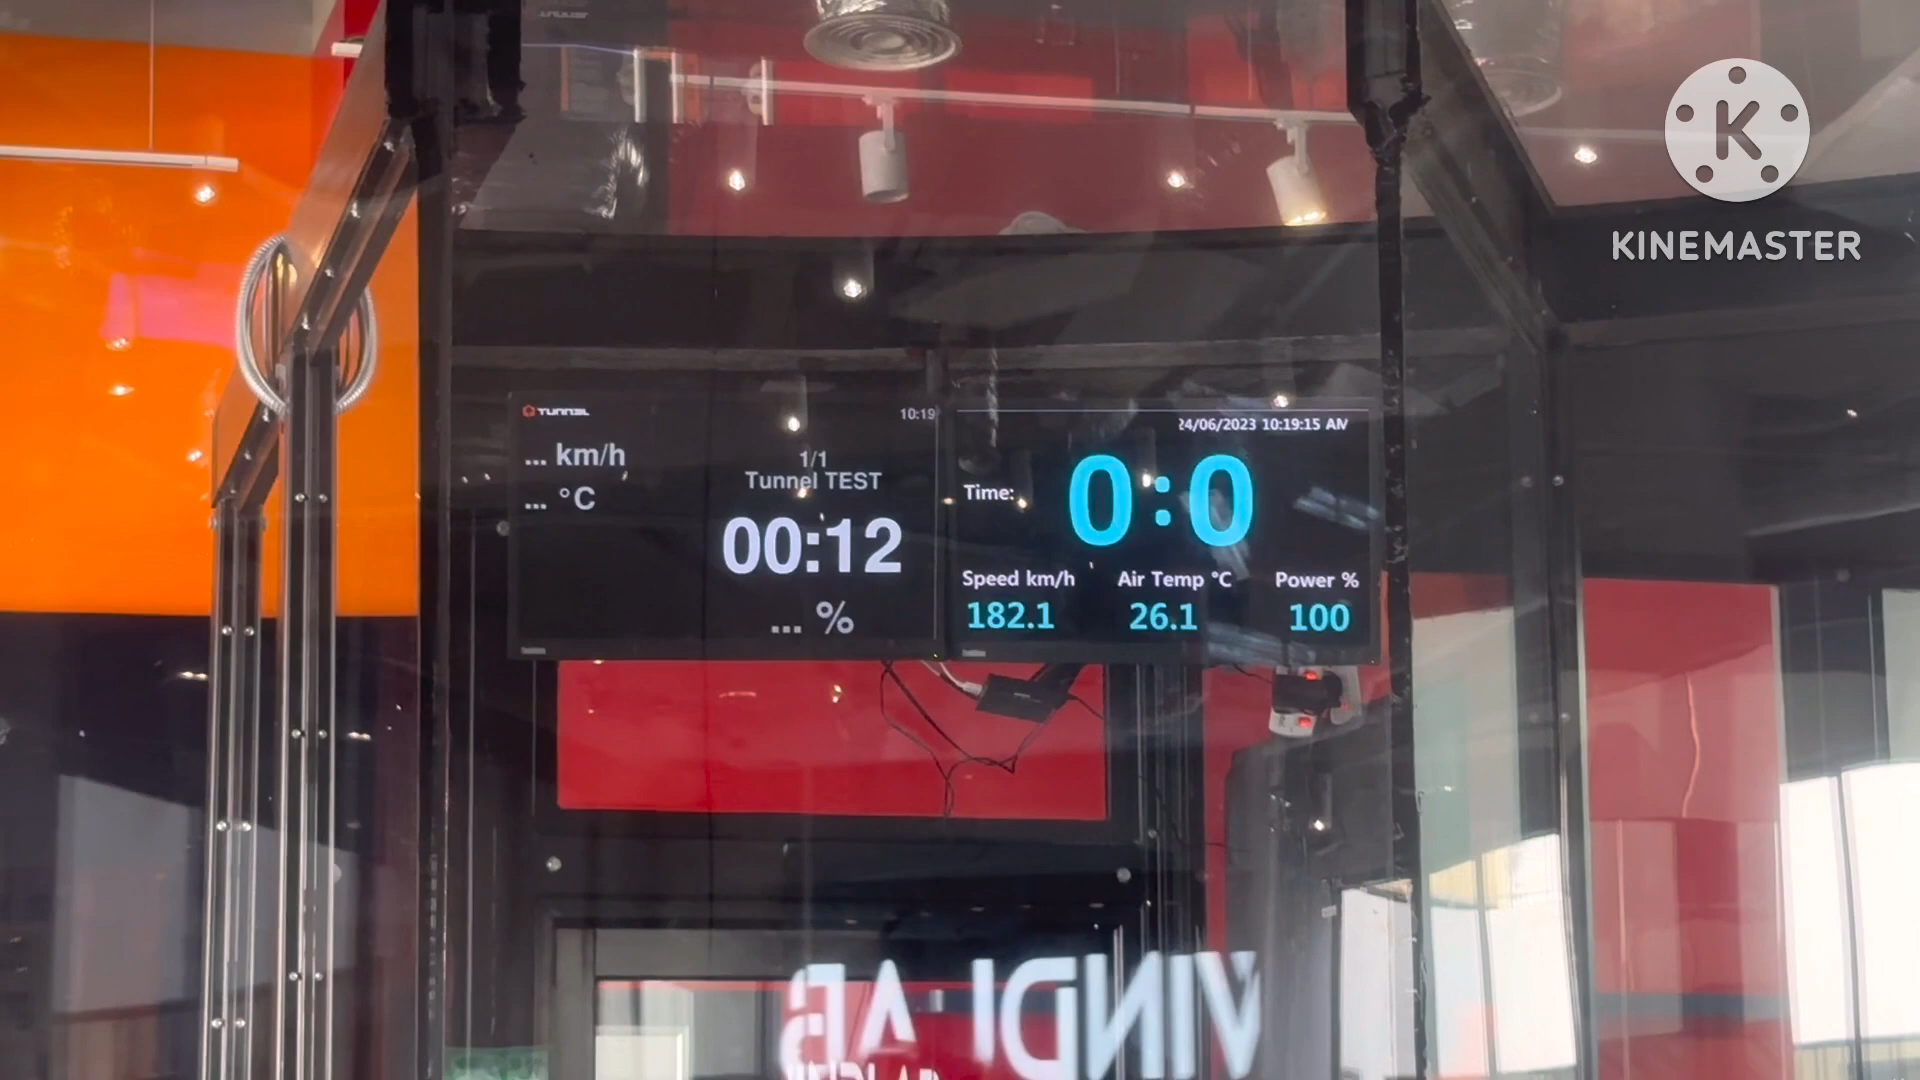 KINEMASTER
TUNNEL
10:19
... km/h
... °C
1/1
Tunnel TEST
00:12
... %
24/06/2023 10:19:15 AM
Time: 0:0
Speed km/h Air Temp °C Power %
182.1 26.1 100